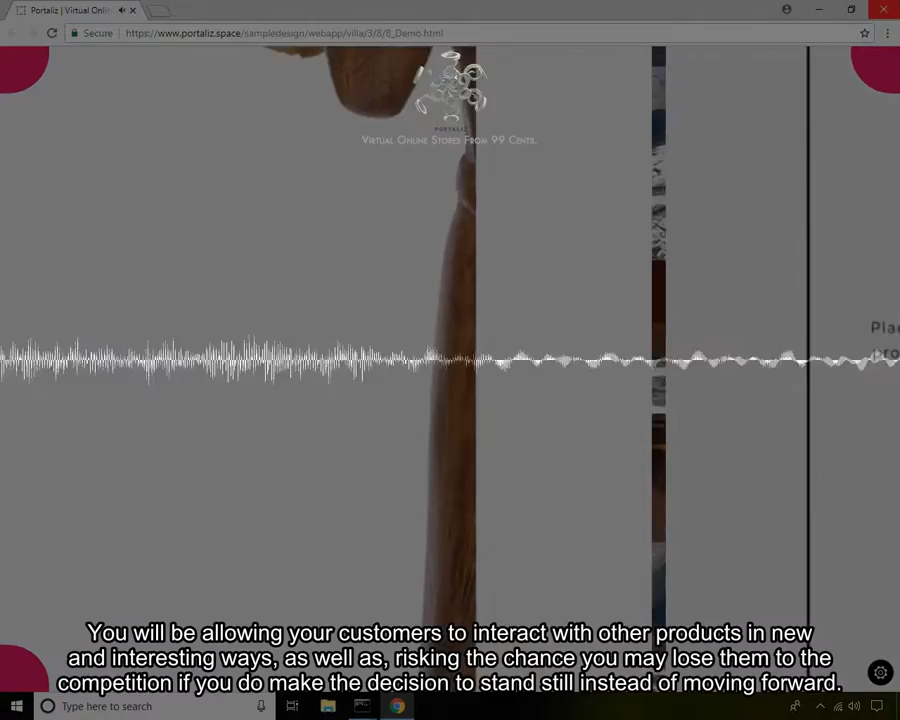 Portaliz | Virtual Onli
Secure
https://www.portaliz.space/sampledesign/webapp/villa/3/8/8_Demo.html
PORTALIZ
Virtual Online Stores From 99 Cents.
Pla
You will be allowing your customers to interact with other products in new
and interesting ways, as well as, risking the chance you may lose them to the
competition if you do make the decision to stand still instead of moving forward.
Type here to search